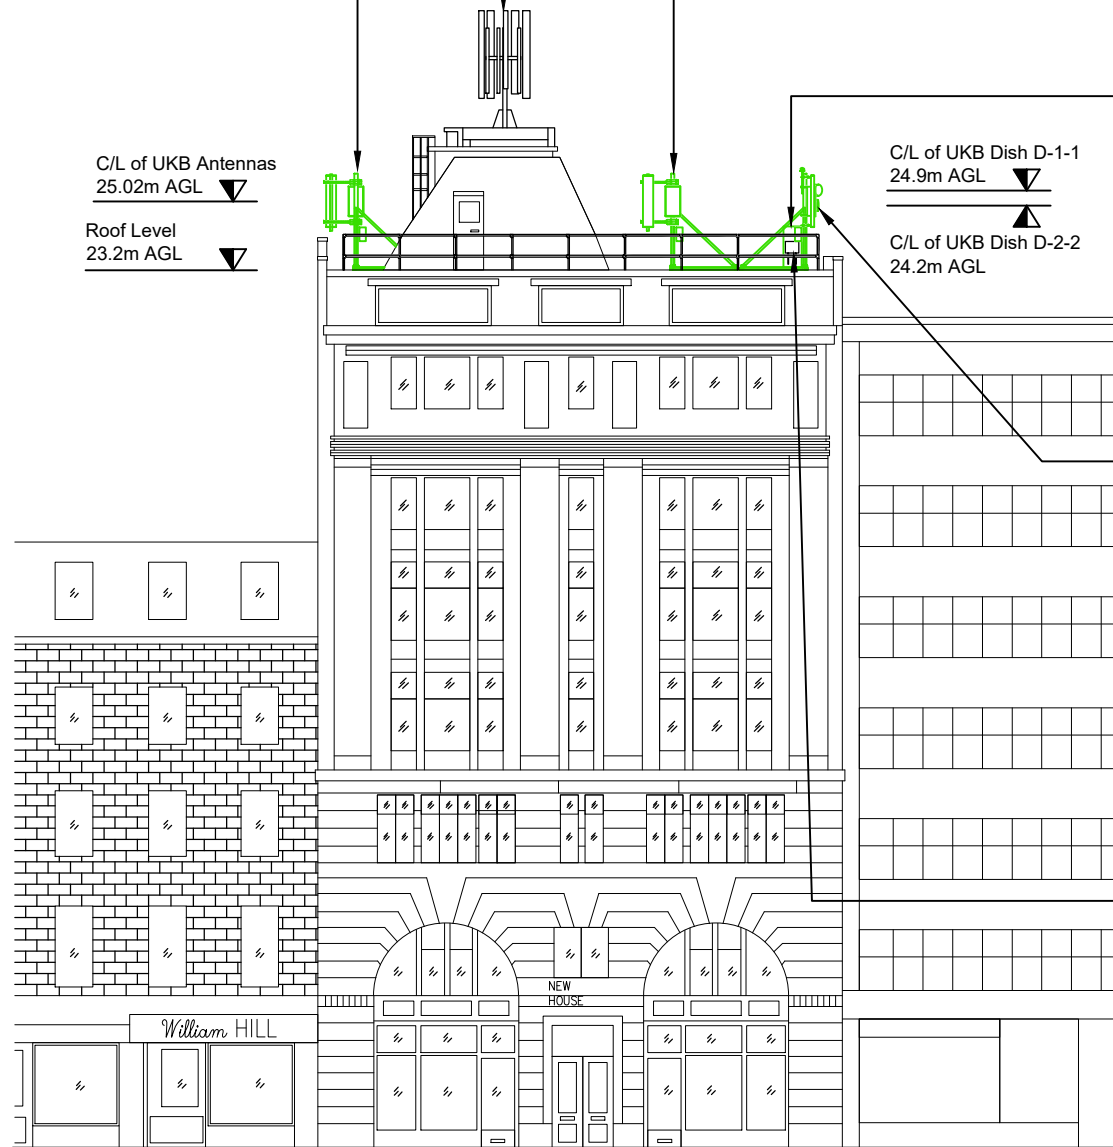 C/L of UKB Antennas
25.02m AGL
Roof Level
23.2m AGL
C/L of UKB Dish D-1-1
24.9m AGL
C/L of UKB Dish D-2-2
24.2m AGL
NEW
HOUSE
William HILL